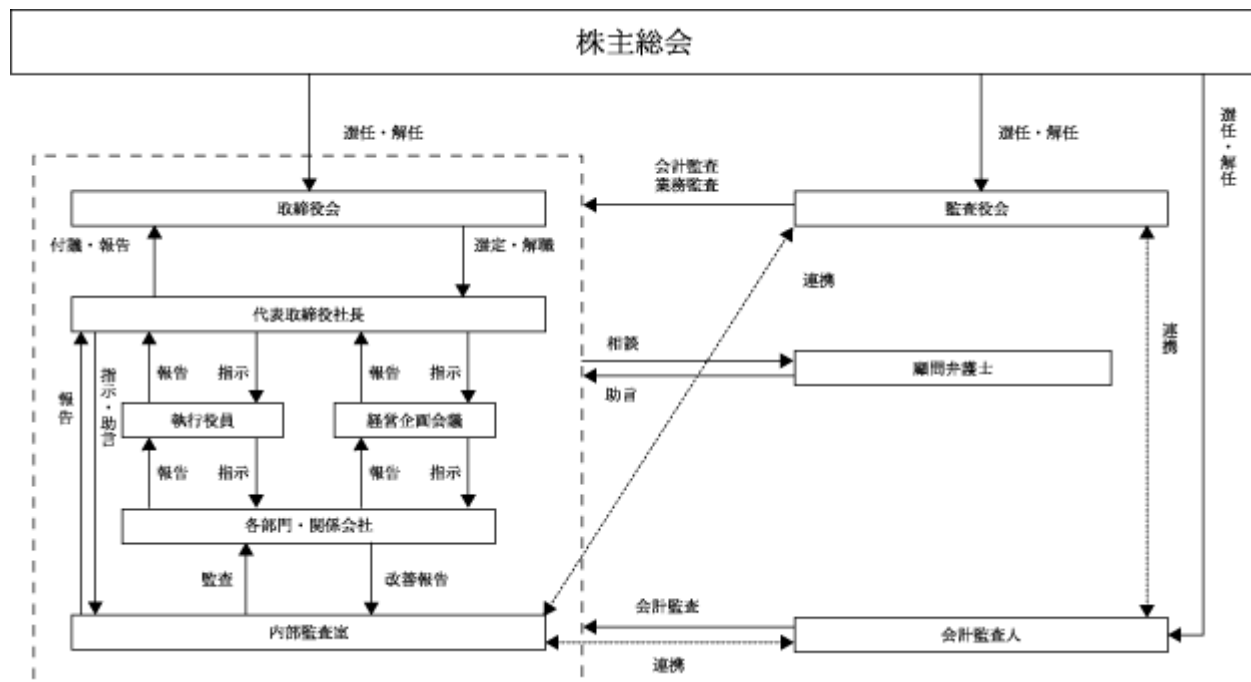 株主総会
選任・解任
選任・解任
選任・解任
会計監査
業務監査
取締役会
監査役会
付議・報告
選定・解職
連携
代表取締役社長
報告
指示
報告
指示
相談
顧問弁護士
助言
連携
報告
指示・助言
執行役員
経営企画会議
報告
指示
報告
指示
各部門・関係会社
監査
改善報告
会計監査
内部監査室
会計監査人
連携